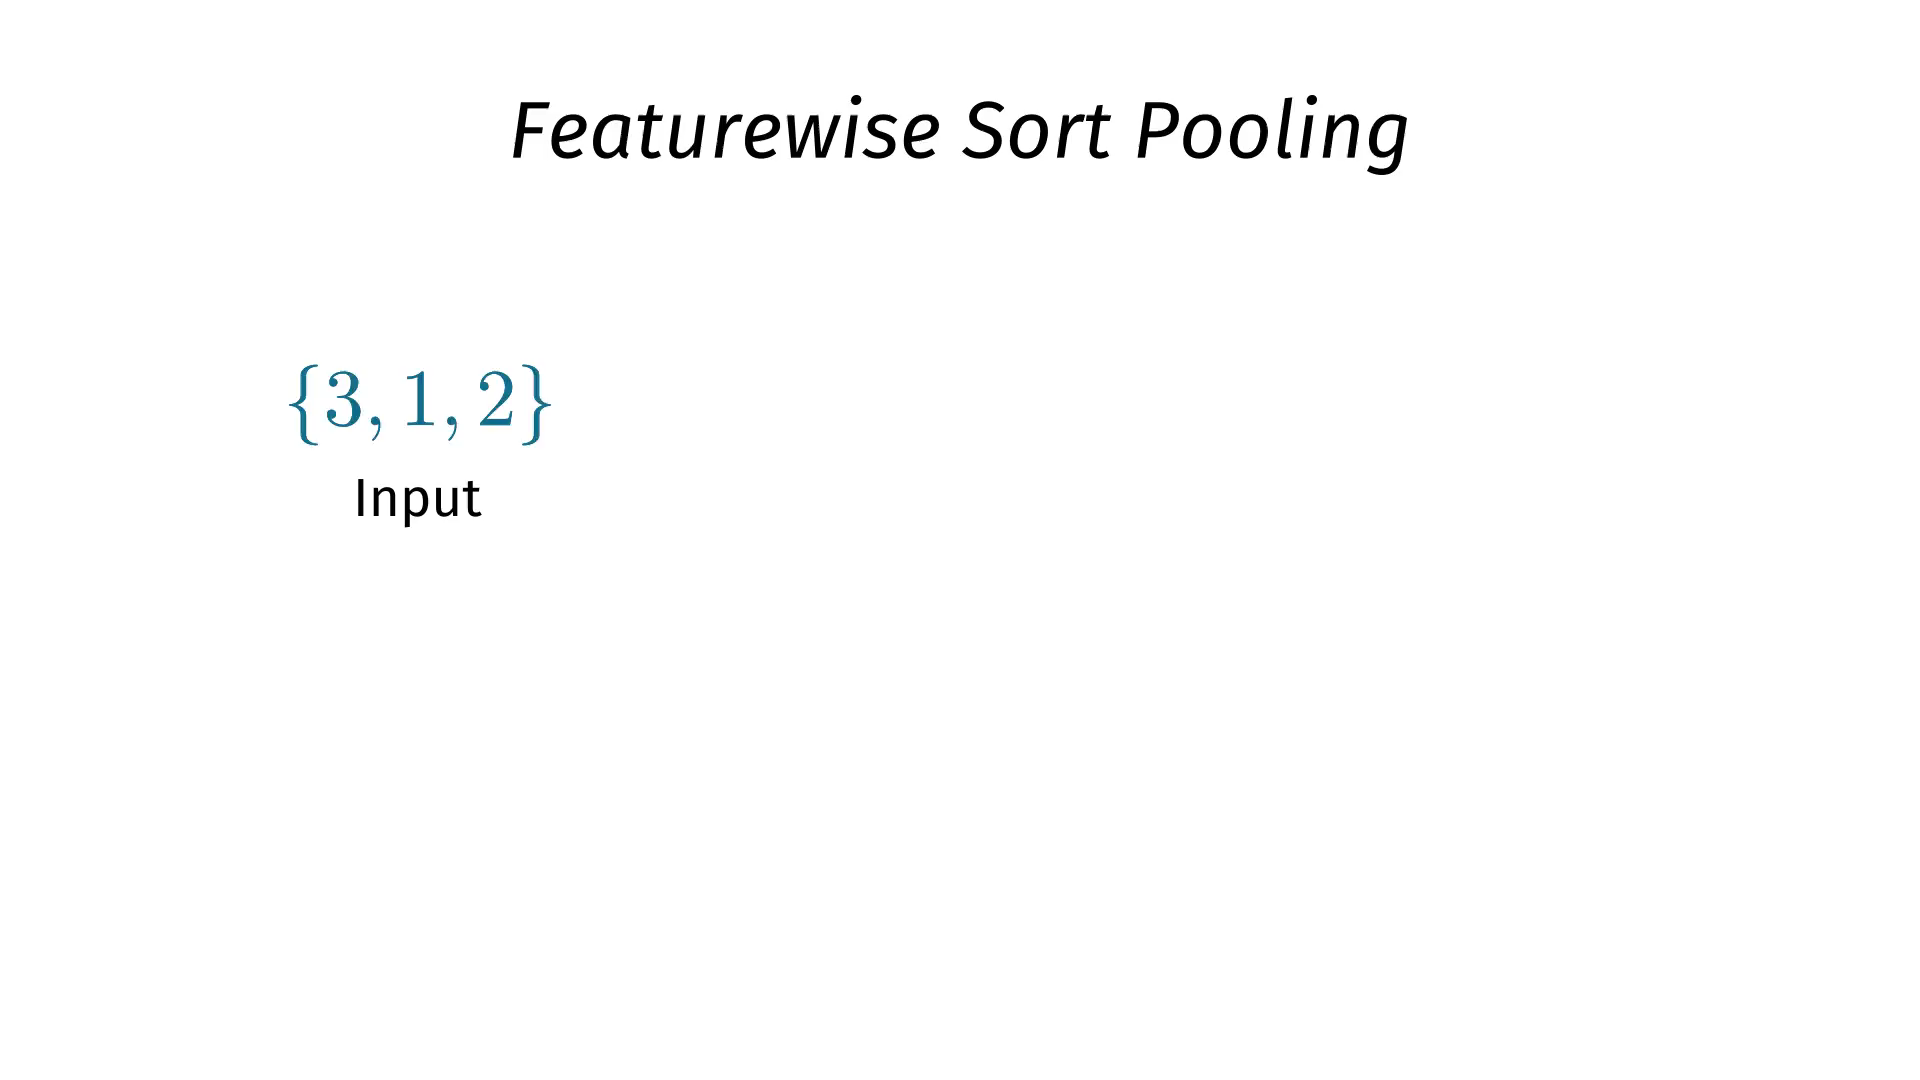 Featurewise Sort Pooling
{3, 1, 2}
Input